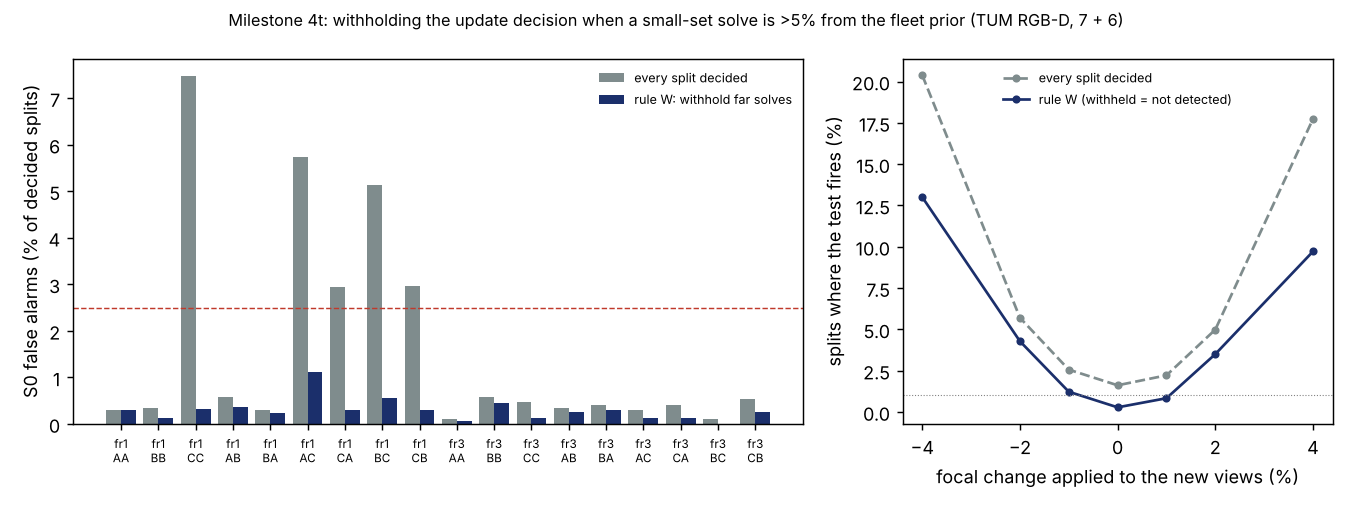 Milestone 4t: withholding the update decision when a small-set solve is >5% from the fleet prior (TUM RGB-D, 7 + 6)
S0 false alarms (% of decided splits)
7
6
5
4
3
2
1
0
every split decided
rule W: withhold far solves
fr1 fr1 fr1 fr1 fr1 fr1 fr1 fr1 fr1 fr3 fr3 fr3 fr3 fr3 fr3 fr3 fr3 fr3
AA BB CC AB BA AC CA BC CB AA BB CC AB BA AC CA BC CB
splits where the test fires (%)
20.0
17.5
15.0
12.5
10.0
7.5
5.0
2.5
0.0
every split decided
rule W (withheld = not detected)
−4 −2 0 2 4
focal change applied to the new views (%)